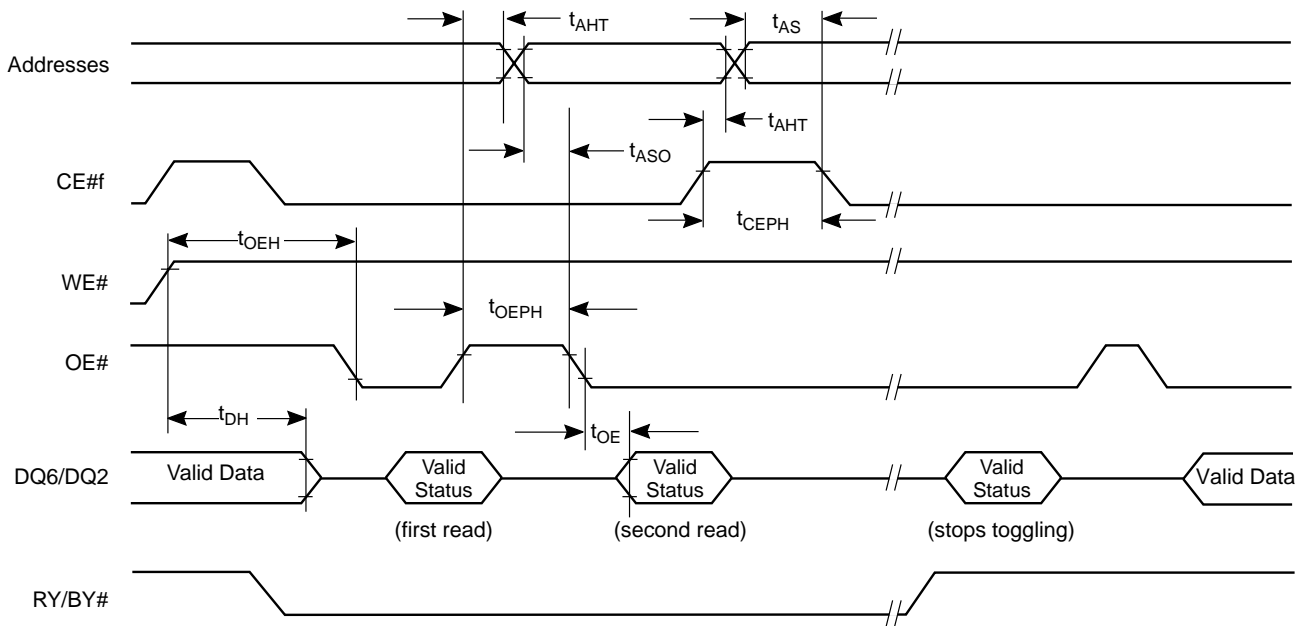 tAHT
tAS
Addresses
tAHT
tASO
CE#f
tCEPH
tOEH
WE#
tOEPH
OE#
tDH
tOE
DQ6/DQ2
Valid Data
Valid
Status
Valid
Status
Valid
Status
Valid Data
(first read)
(second read)
(stops toggling)
RY/BY#